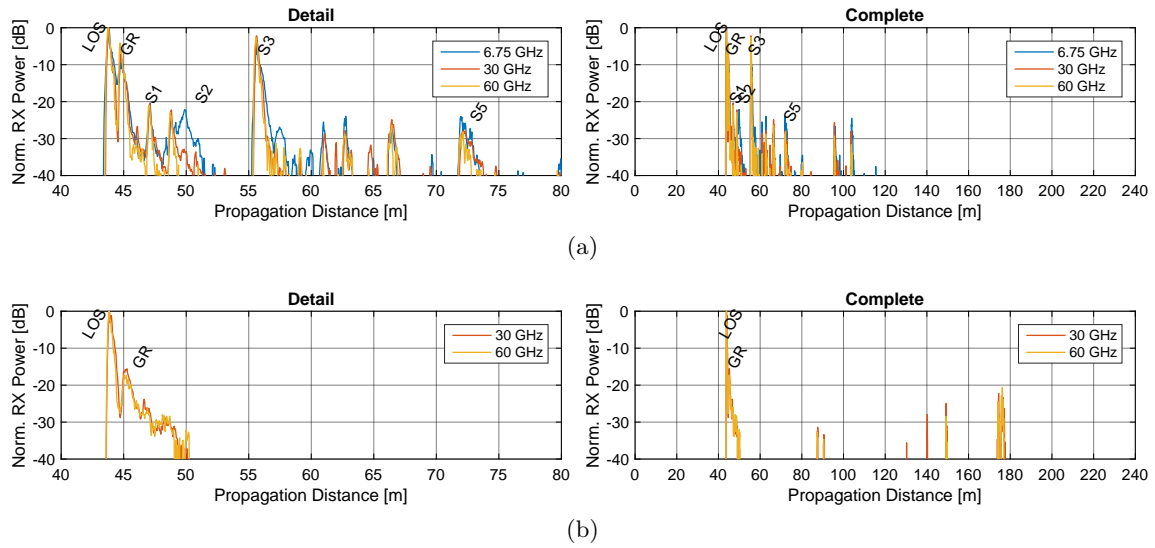 Detail
Norm. RX Power [dB]
0
-10
-20
-30
-40
LOS
GR
S1
S2
S3
S5
6.75 GHz
30 GHz
60 GHz
40 45 50 55 60 65 70 75 80
Propagation Distance [m]
Complete
Norm. RX Power [dB]
0
-10
-20
-30
-40
LOS
GR
S3
S1
S2
S5
6.75 GHz
30 GHz
60 GHz
0 20 40 60 80 100 120 140 160 180 200 220 240
Propagation Distance [m]
(a)
Detail
Norm. RX Power [dB]
0
-10
-20
-30
-40
LOS
GR
30 GHz
60 GHz
40 45 50 55 60 65 70 75 80
Propagation Distance [m]
Complete
Norm. RX Power [dB]
0
-10
-20
-30
-40
LOS
GR
30 GHz
60 GHz
0 20 40 60 80 100 120 140 160 180 200 220 240
Propagation Distance [m]
(b)